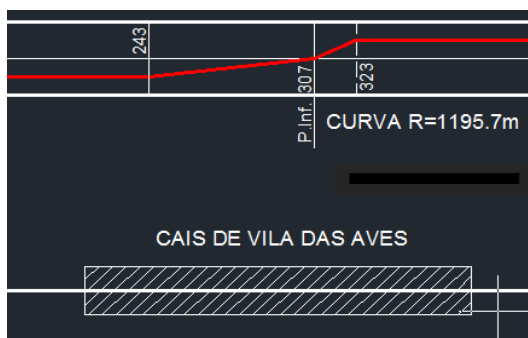 243
307
323
P.Inf.
CURVA R=1195.7m
CAIS DE VILA DAS AVES